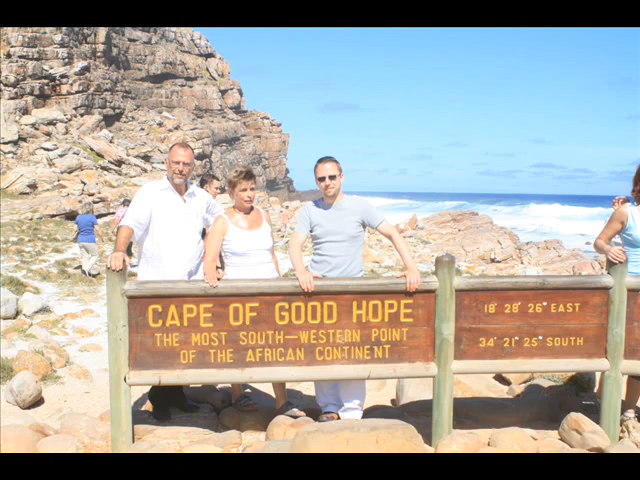 CAPE OF GOOD HOPE
THE MOST SOUTH-WESTERN POINT
OF THE AFRICAN CONTINENT
18° 28' 26" EAST
34° 21' 25" SOUTH